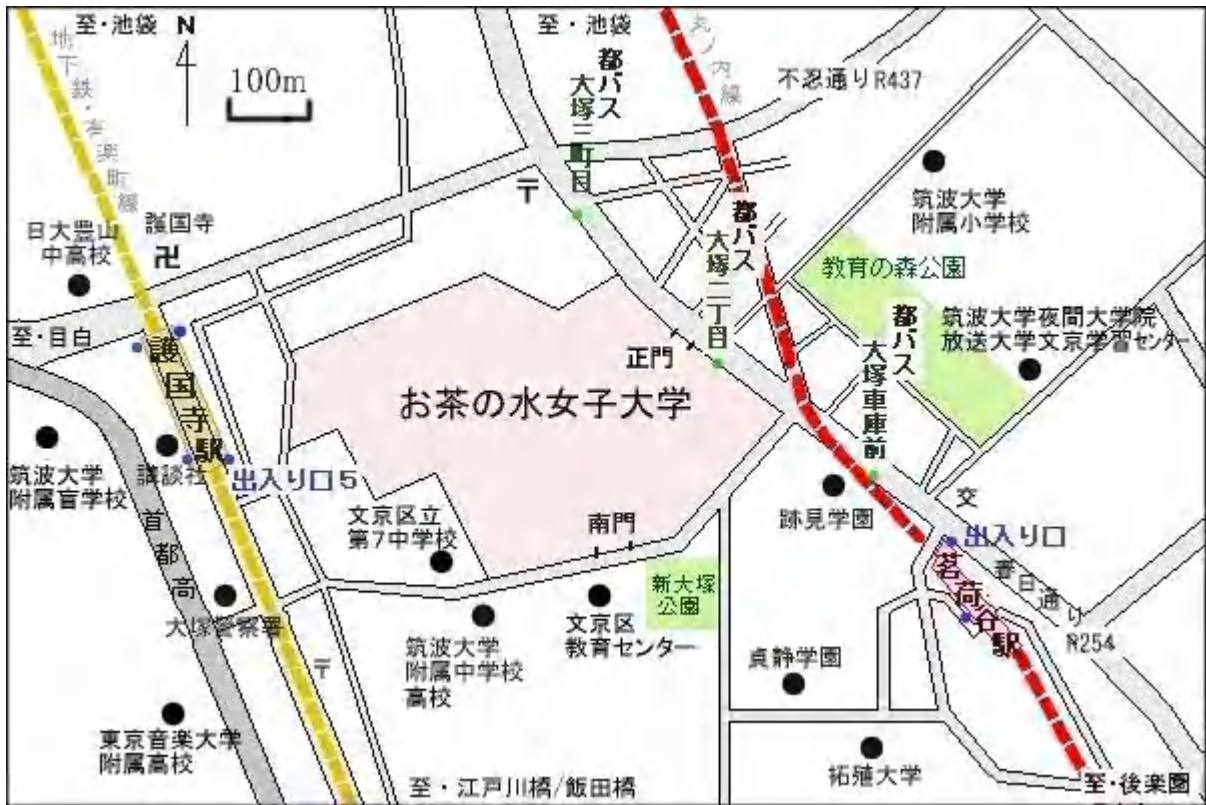 至・池袋
N
100m
地下鉄・有楽町線
至・池袋
都バス
大塚三町目
丸ノ内線
不忍通りR437
〒
日大豊山
中高校
護国寺
卍
至・目白
護国寺駅
都バス
大塚二丁目
筑波大学
附属小学校
教育の森公園
都バス
大塚車庫前
筑波大学夜間大学院
放送大学文京学習センター
正門
お茶の水女子大学
筑波大学
附属盲学校
講談社
出入り口5
首都高
文京区立
第7中学校
南門
跡見学園
交
出入り口
茗荷谷駅
春日通り
R254
新大塚
公園
大塚警察署
〒
筑波大学
附属中学校
高校
文京区
教育センター
貞静学園
東京音楽大学
附属高校
拓殖大学
至・江戸川橋/飯田橋
至・後楽園